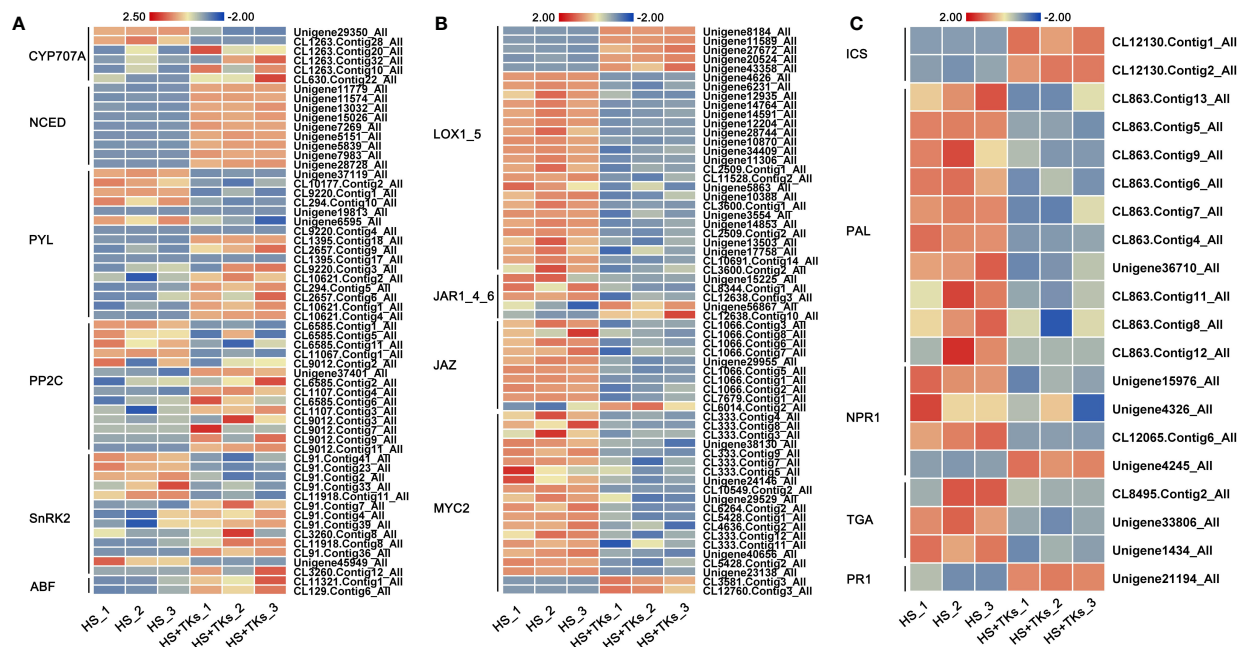 A
2.50 -2.00
CYP707A
NCED
PYL
PP2C
SnRK2
ABF
Unigene29350_All
CL1263.Contig28_All
CL1263.Contig20_All
CL1263.Contig32_All
CL1263.Contig10_All
CL630.Contig22_All
Unigene11779_All
Unigene11574_All
Unigene13032_All
Unigene15026_All
Unigene7269_All
Unigene5151_All
Unigene5839_All
Unigene7983_All
Unigene28728_All
Unigene37119_All
CL10177.Contig2_All
CL9220.Contig1_All
CL294.Contig10_All
Unigene19813_All
Unigene6595_All
CL9220.Contig4_All
CL1395.Contig18_All
CL2657.Contig9_All
CL1395.Contig17_All
CL9220.Contig3_All
CL10621.Contig2_All
CL294.Contig5_All
CL2657.Contig6_All
CL10621.Contig1_All
CL10621.Contig4_All
CL6585.Contig1_All
CL6585.Contig5_All
CL6585.Contig11_All
CL11067.Contig1_All
CL9012.Contig2_All
Unigene37401_All
CL6585.Contig2_All
CL1107.Contig4_All
CL6585.Contig6_All
CL1107.Contig3_All
CL9012.Contig3_All
CL9012.Contig7_All
CL9012.Contig9_All
CL9012.Contig11_All
CL91.Contig41_All
CL91.Contig23_All
CL91.Contig2_All
CL91.Contig33_All
CL11918.Contig11_All
CL91.Contig7_All
CL91.Contig4_All
CL91.Contig39_All
CL3260.Contig8_All
CL11918.Contig8_All
CL91.Contig36_All
Unigene45949_All
CL3260.Contig12_All
CL11321.Contig1_All
CL129.Contig6_All
HS_1 HS_2 HS_3 HS+TKs_1 HS+TKs_2 HS+TKs_3
B
2.00 -2.00
LOX1_5
JAR1_4_6
JAZ
MYC2
Unigene8184_All
Unigene11589_All
Unigene27672_All
Unigene20524_All
Unigene43358_All
Unigene4626_All
Unigene6231_All
Unigene12935_All
Unigene14764_All
Unigene14591_All
Unigene12204_All
Unigene28744_All
Unigene10870_All
Unigene34409_All
Unigene11306_All
CL2509.Contig1_All
CL11528.Contig2_All
Unigene5863_All
Unigene10388_All
CL3600.Contig1_All
Unigene3554_All
Unigene14853_All
CL2509.Contig2_All
Unigene13503_All
Unigene17758_All
CL10691.Contig14_All
CL3600.Contig2_All
Unigene15225_All
CL8344.Contig1_All
CL12638.Contig3_All
Unigene56867_All
CL12638.Contig10_All
CL1066.Contig3_All
CL1066.Contig8_All
CL1066.Contig6_All
CL1066.Contig7_All
Unigene29955_All
CL1066.Contig5_All
CL1066.Contig1_All
CL1066.Contig2_All
CL7679.Contig1_All
CL6014.Contig2_All
CL333.Contig4_All
CL333.Contig8_All
CL333.Contig3_All
Unigene38130_All
CL333.Contig9_All
CL333.Contig7_All
CL333.Contig5_All
Unigene24146_All
CL10549.Contig2_All
Unigene29529_All
CL6264.Contig2_All
CL5428.Contig1_All
CL4636.Contig2_All
CL333.Contig12_All
CL333.Contig11_All
Unigene40656_All
CL5428.Contig2_All
Unigene23138_All
CL3581.Contig3_All
CL12760.Contig3_All
HS_1 HS_2 HS_3 HS+TKs_1 HS+TKs_2 HS+TKs_3
C
2.00 -2.00
ICS
PAL
NPR1
TGA
PR1
CL12130.Contig1_All
CL12130.Contig2_All
CL863.Contig13_All
CL863.Contig5_All
CL863.Contig9_All
CL863.Contig6_All
CL863.Contig7_All
CL863.Contig4_All
Unigene36710_All
CL863.Contig11_All
CL863.Contig8_All
CL863.Contig12_All
Unigene15976_All
Unigene4326_All
CL12065.Contig6_All
Unigene4245_All
CL8495.Contig2_All
Unigene33806_All
Unigene1434_All
Unigene21194_All
HS_1 HS_2 HS_3 HS+TKs_1 HS+TKs_2 HS+TKs_3